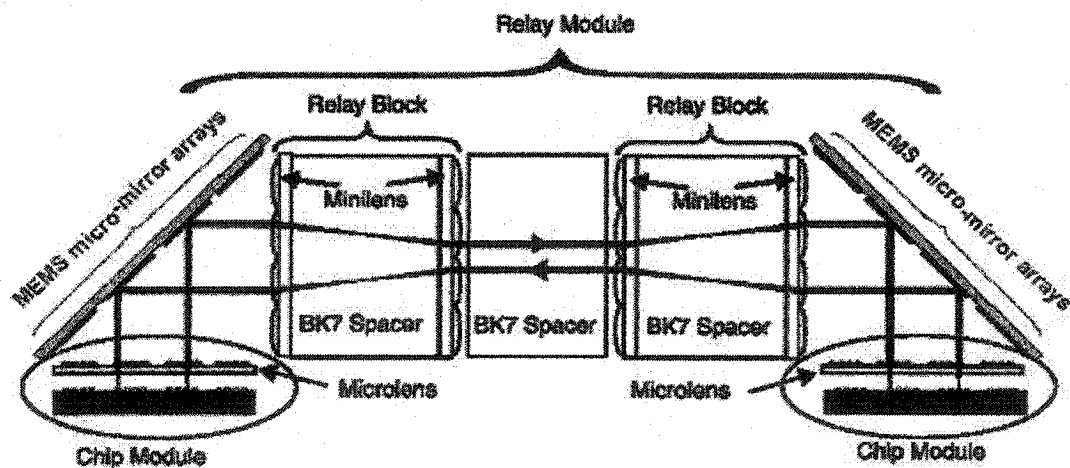 Relay Module
Relay Block
Relay Block
MEMS micro-mirror arrays
MEMS micro-mirror arrays
Minilens
Minilens
BK7 Spacer
BK7 Spacer
BK7 Spacer
Microlens
Microlens
Chip Module
Chip Module